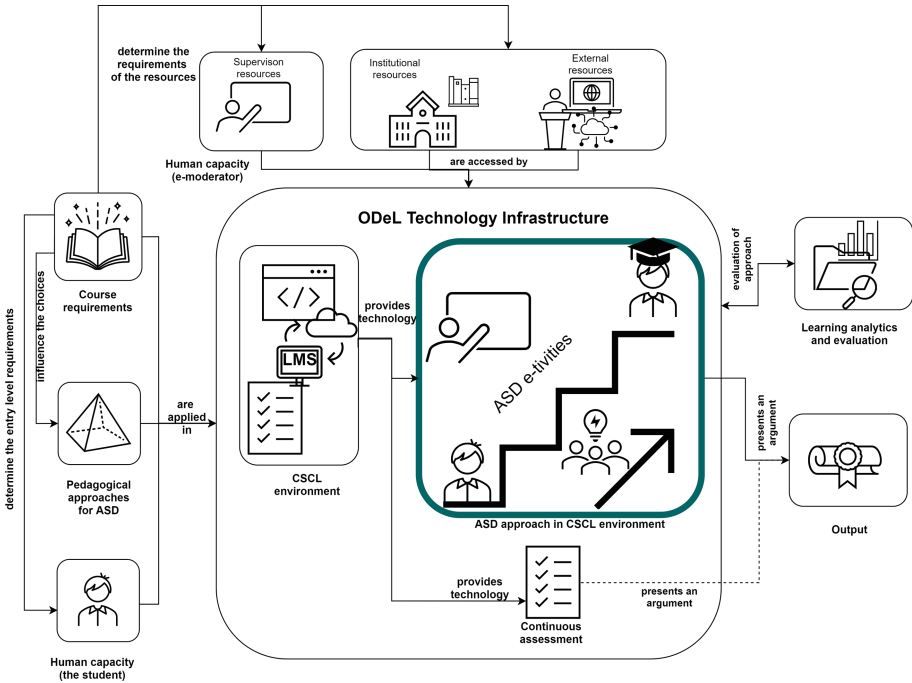 determine the
requirements
of the resources
Supervison
resources
Institutional
resources
External
resources
Human capacity
(e-moderator)
are accessed by
ODeL Technology Infrastructure
Course
requirements
influence the choices
determine the entry level requirements
Pedagogical
approaches
for ASD
Human capacity
(the student)
are
applied
in
</>
LMS
CSCL
environment
provides
technology
ASD e-tivities
ASD approach in CSCL environment
provides
technology
Continuous
assessment
presents an
argument
evaluation of
approach
Learning analytics
and evaluation
presents an
argument
Output